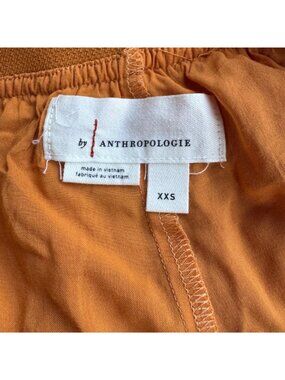 by ANTHROPOLOGIE
made in vietnam
fabriqué au vietnam
XXS